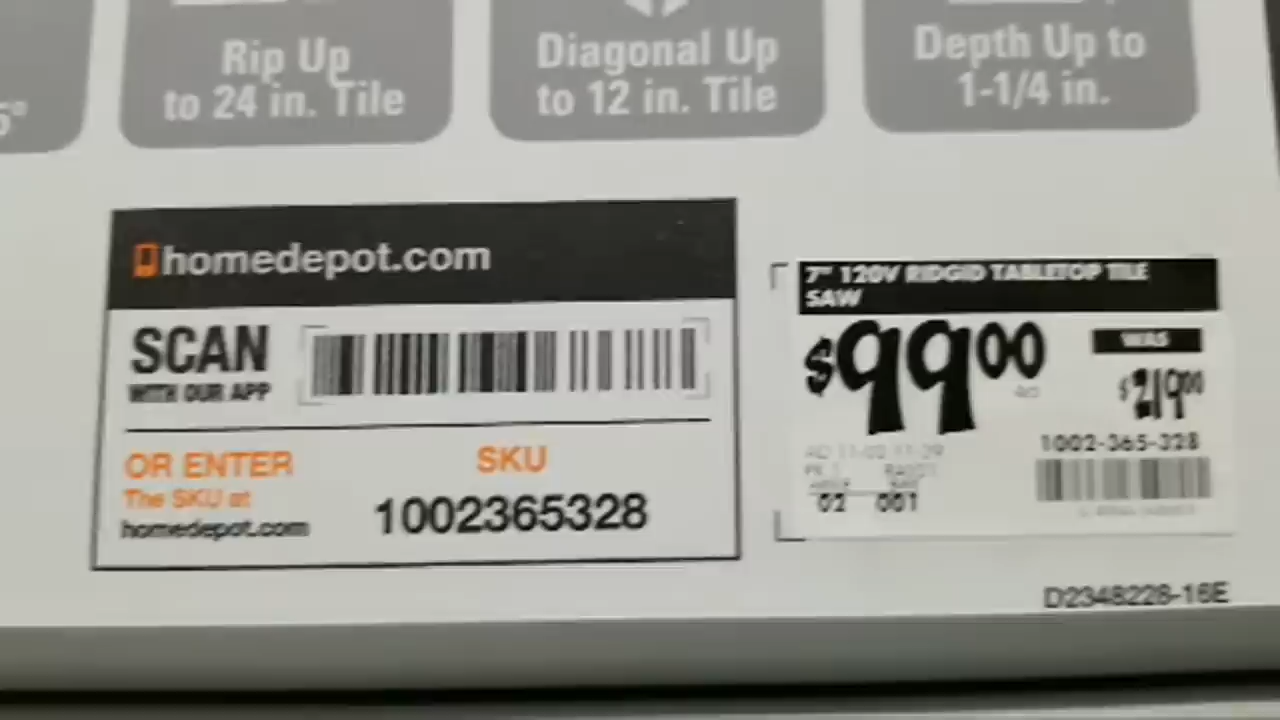 5°
Rip Up
to 24 in. Tile
Diagonal Up
to 12 in. Tile
Depth Up to
1-1/4 in.
homedepot.com
SCAN
WITH OUR APP
OR ENTER
The SKU at
homedepot.com
SKU
1002365328
7" 120V RIDGID TABLETOP TILE
SAW
$99.00
WAS
$219.00
1002-365-328
02 001
D2348228-16E